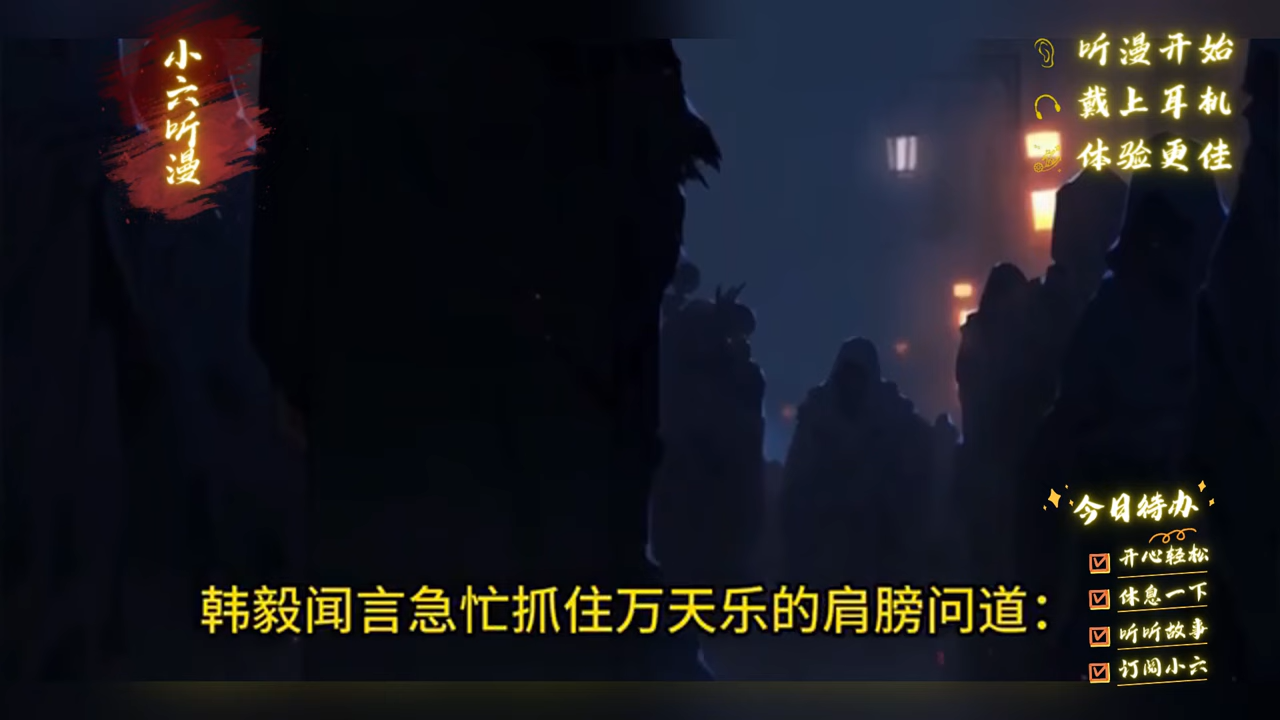 小六听漫
听漫开始
戴上耳机
体验更佳
今日待办
开心轻松
休息一下
听听故事
订阅小六
韩毅闻言急忙抓住万天乐的肩膀问道：